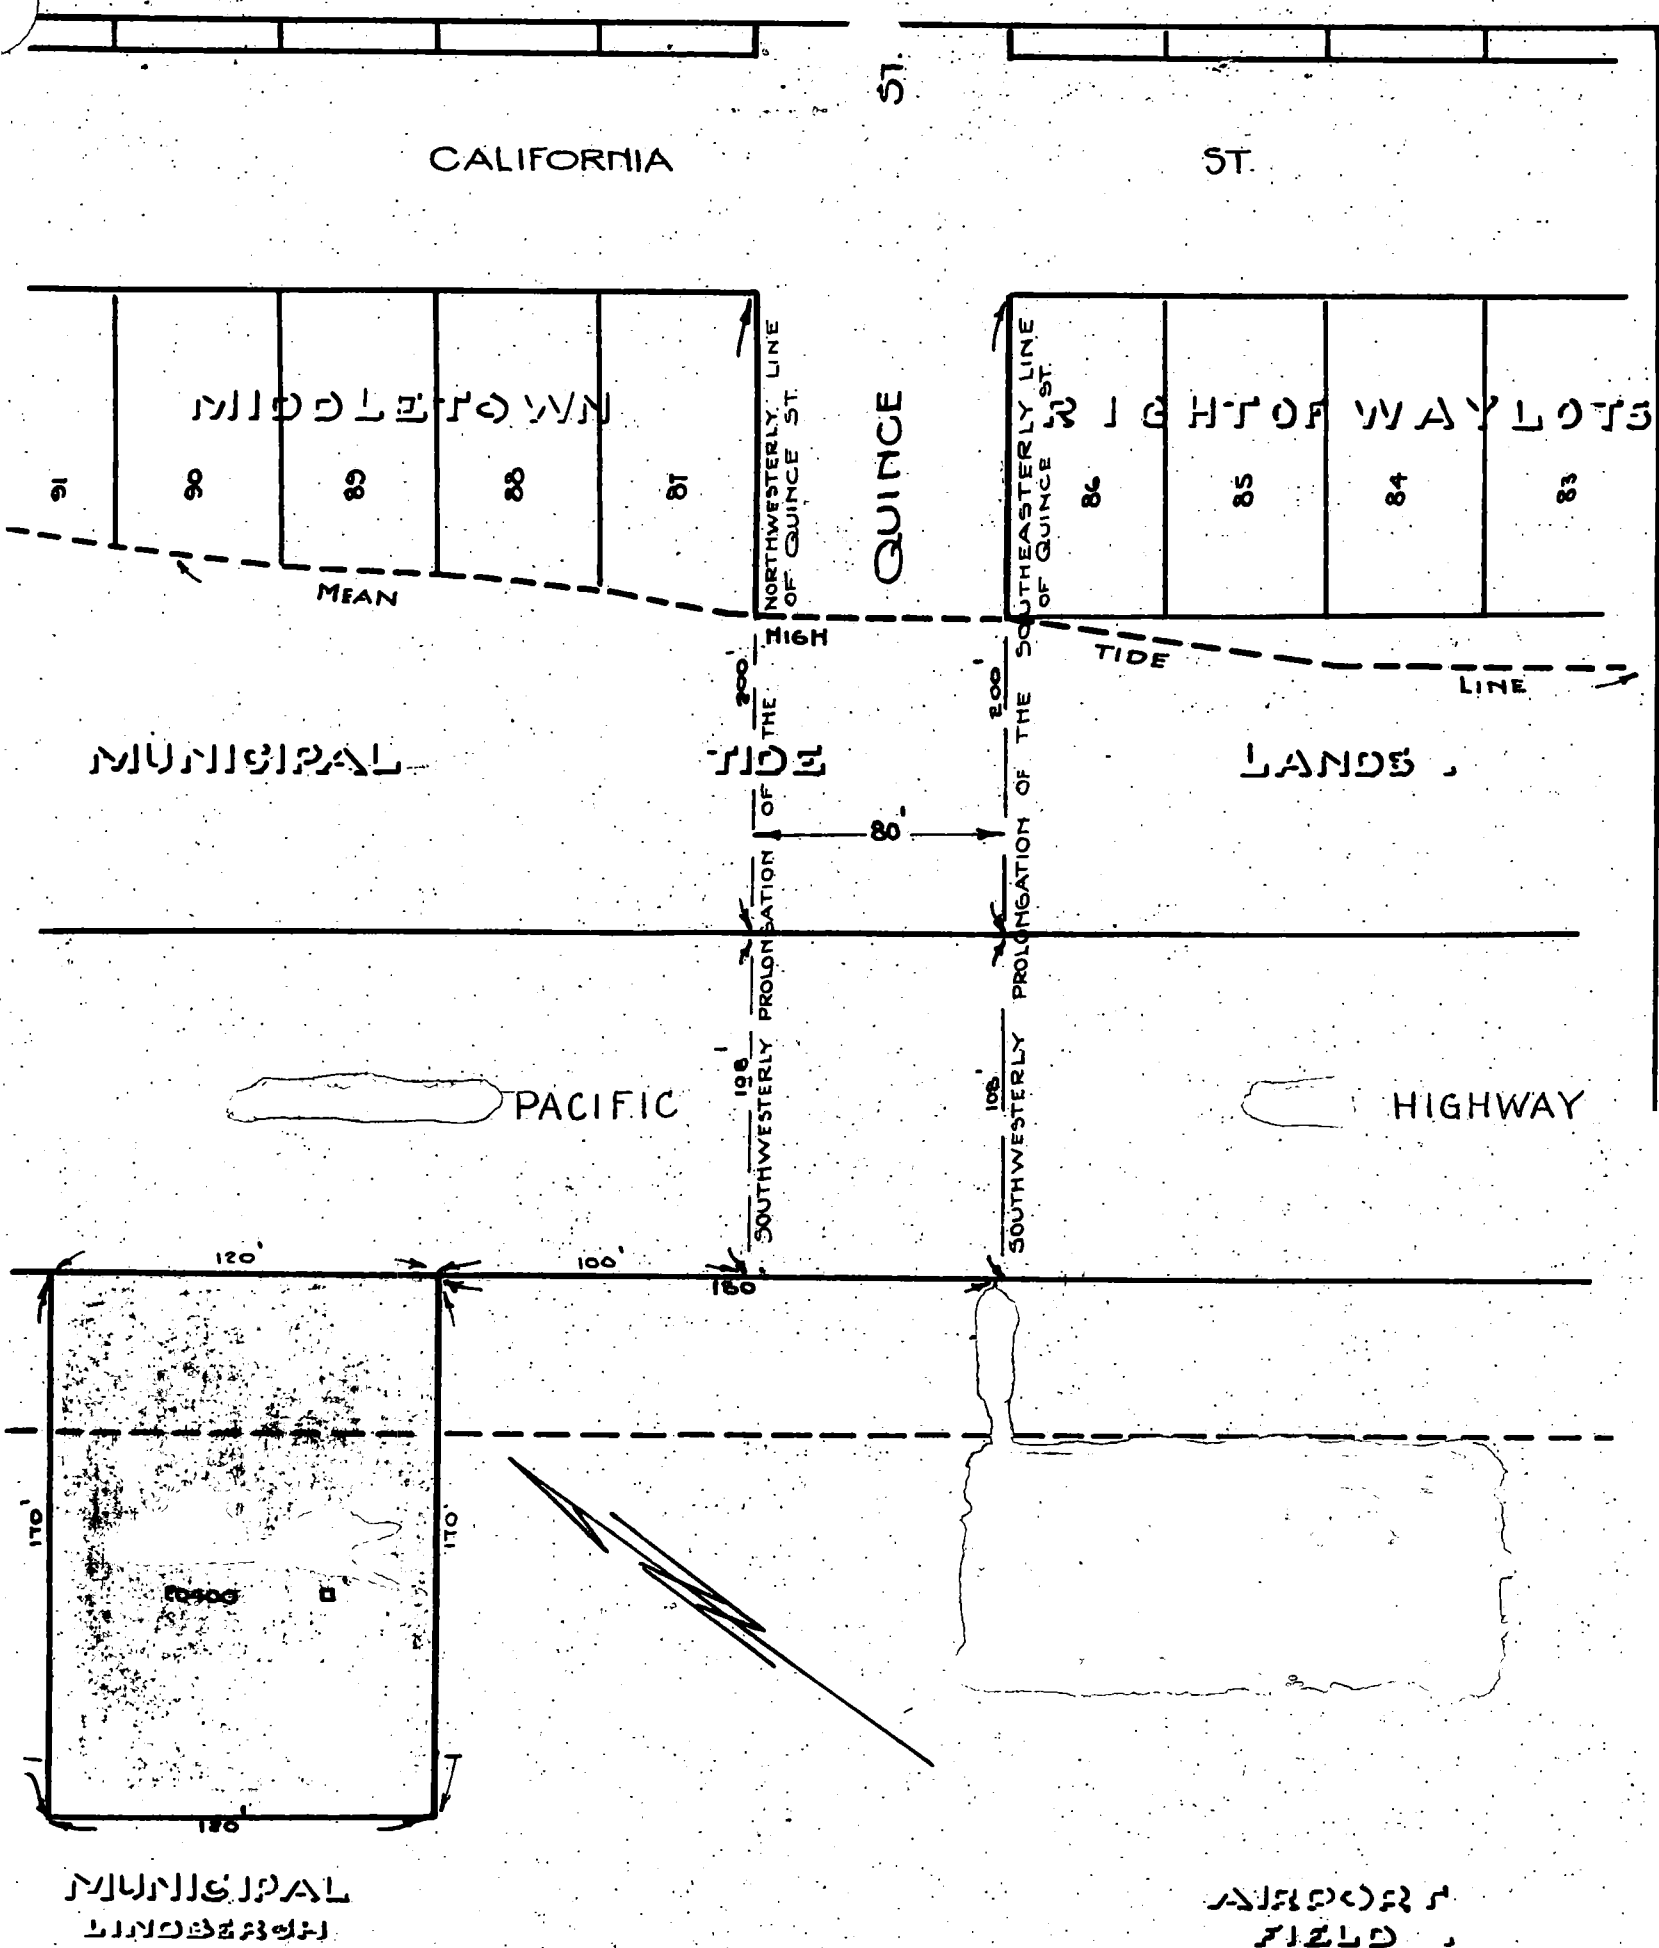 ST.
CALIFORNIA ST.
MIDDLETOWN RIGHT OF WAY LOTS
91 90 89 88 87 86 85 84 83
QUINCE
NORTHWESTERLY LINE
OF QUINCE ST.
SOUTHEASTERLY LINE
OF QUINCE ST.
MEAN HIGH TIDE LINE
200'
200'
MUNICIPAL TIDE LANDS
80'
SOUTHWESTERLY PROLONGATION OF THE
SOUTHWESTERLY PROLONGATION OF THE
108'
108'
PACIFIC HIGHWAY
120'
100'
180
170'
170'
120'
MUNICIPAL AIRPORT
LINDBERGH FIELD